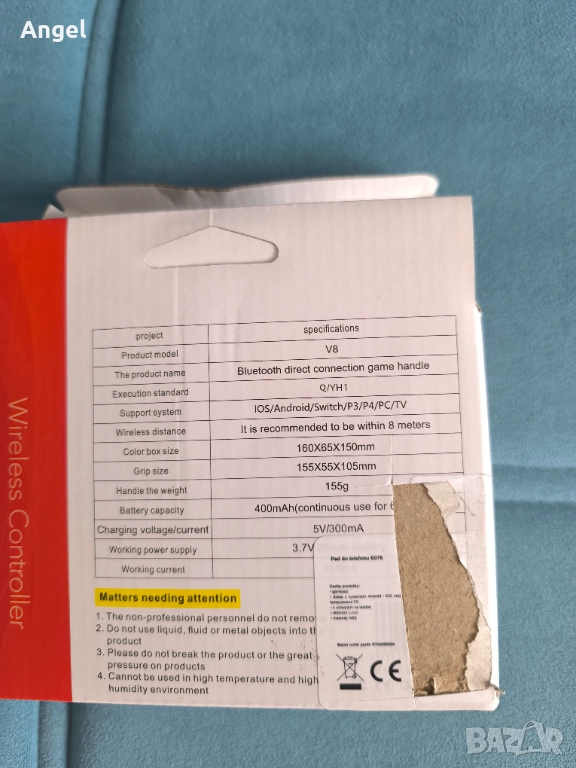 Angel
project specifications
Product model V8
The product name Bluetooth direct connection game handle
Execution standard Q/YH1
Support system IOS/Android/Switch/P3/P4/PC/TV
Wireless distance It is recommended to be within 8 meters
Color box size 160X65X150mm
Grip size 155X55X105mm
Handle the weight 155g
Battery capacity 400mAh(continuous use for
Charging voltage/current 5V/300mA
Working power supply 3.7V
Working current
Matters needing attention
1. The non-professional personnel do not remo
2. Do not use liquid, fluid or metal objects into th
product
3. Please do not break the product or the great
pressure on products
4. Cannot be used in high temperature and high
humidity environment
Wireless Controller
Pad do telefonu
CE
BAZAR